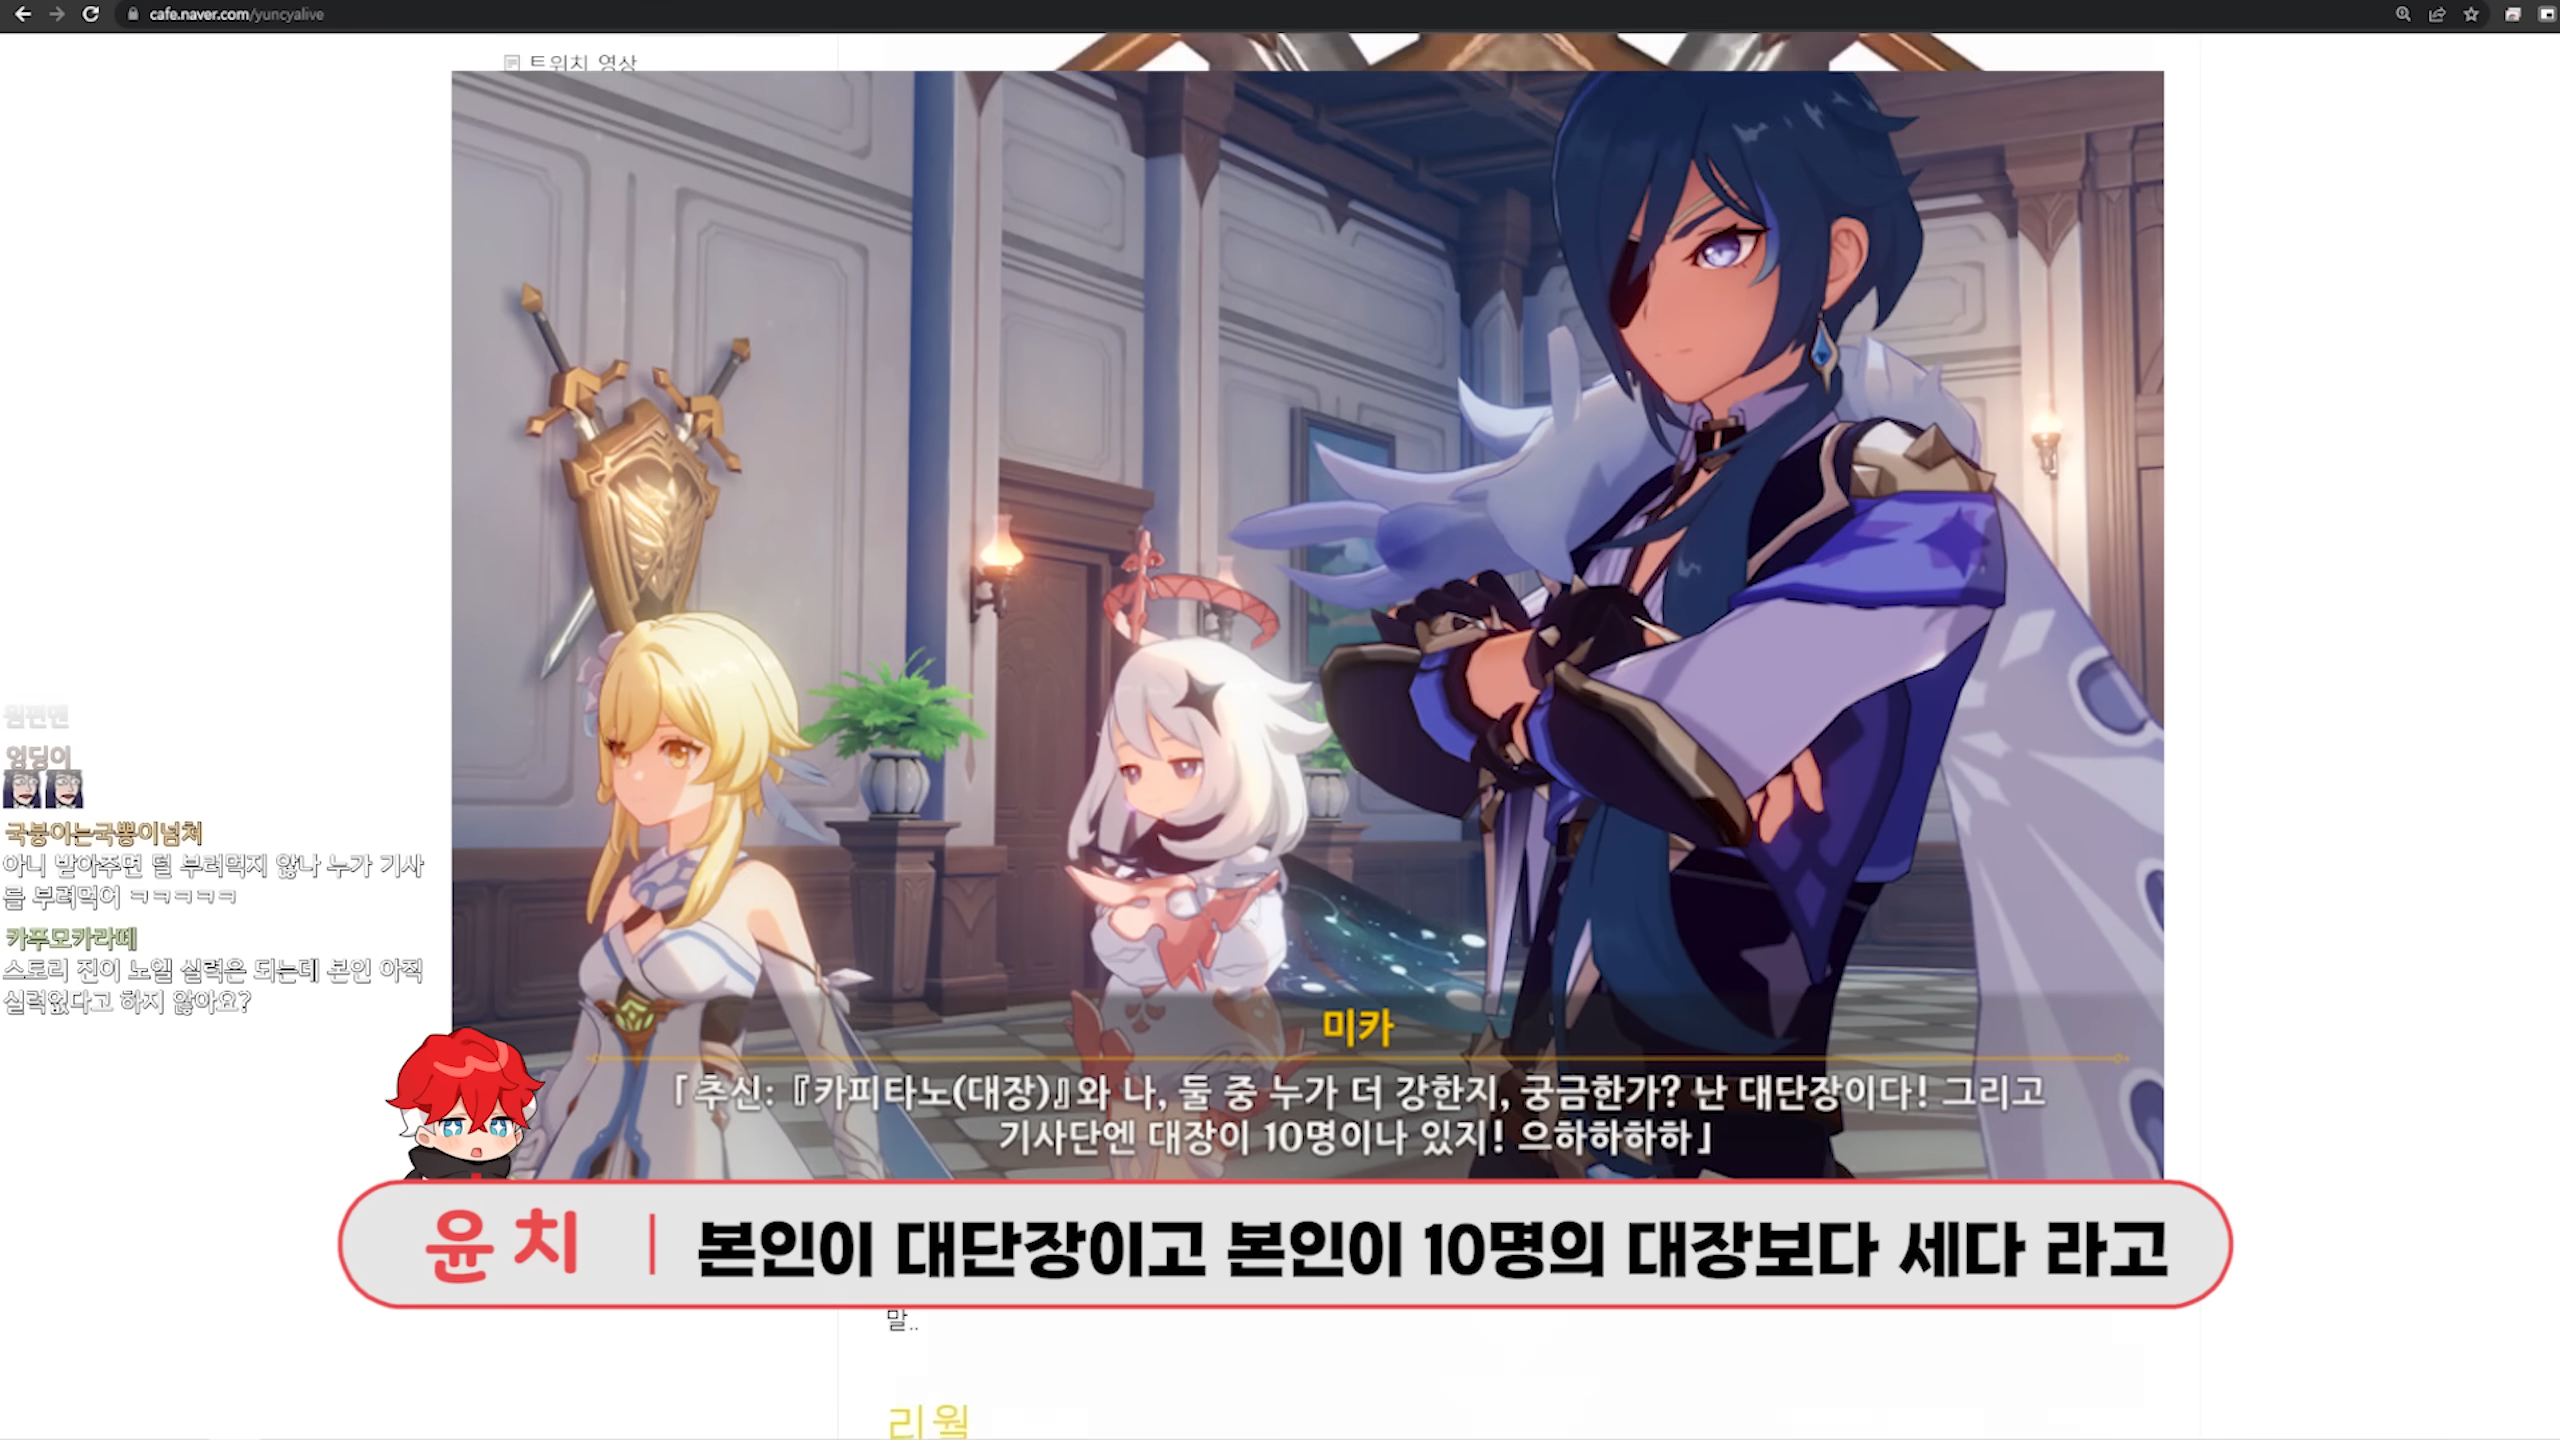 cafe.naver.com/yuncyalive
트위치 영상
원편맨
엄딩이
국붕이는국뽕이넘쳐
아니 받아주면 털 부러먹지 않나 누가 기사
를 부려먹어 ㅋㅋㅋㅋㅋ
카푸모카라떼
스토리 진이 노엘 실력은 되는데 본인 아직
실력없다고 하지 않아요?
미카
「추신: 『카피타노(대장)』와 나, 둘 중 누가 더 강한지, 궁금한가? 난 대단장이다! 그리고
기사단엔 대장이 10명이나 있지! 으하하하하」
윤치 | 본인이 대단장이고 본인이 10명의 대장보다 세다 라고
말..
리월